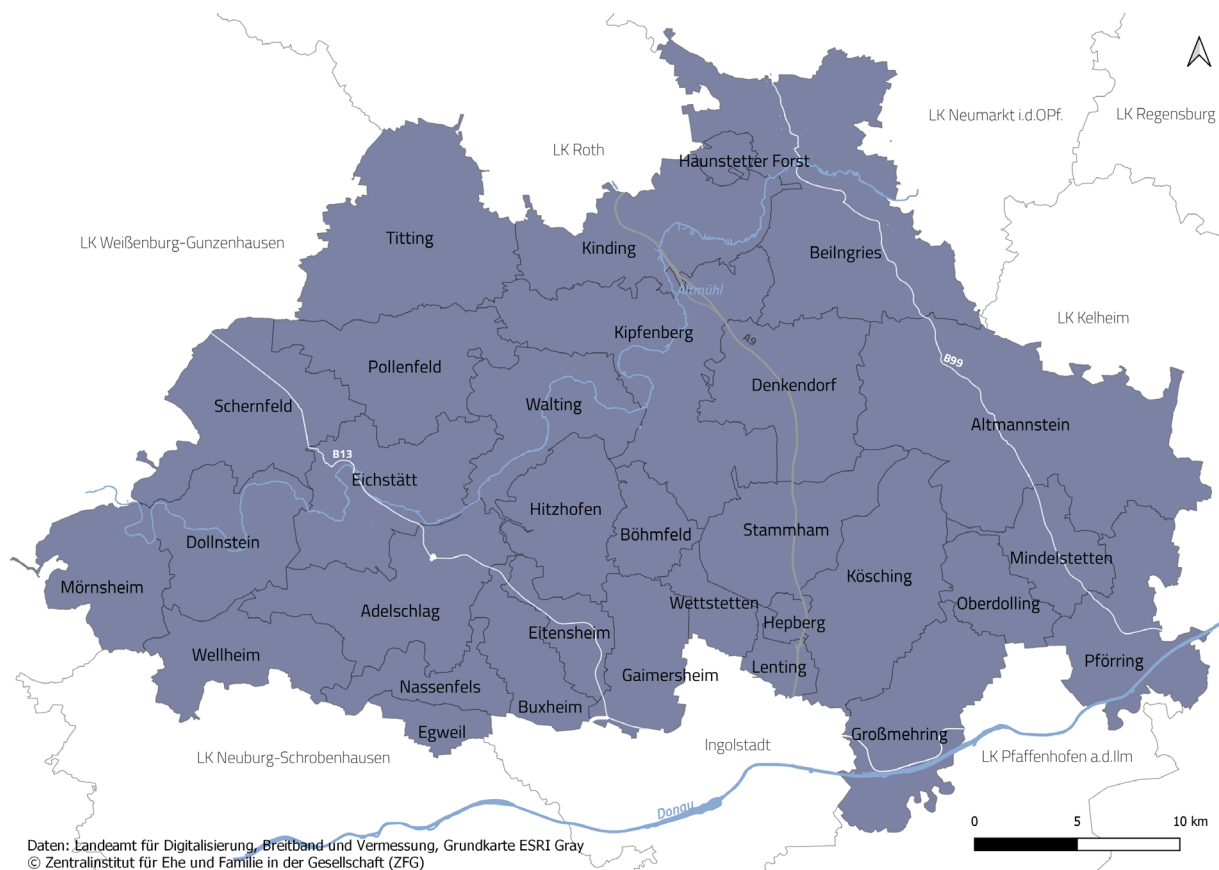 LK Neumarkt i.d.OPf.
LK Regensburg
LK Roth
Haunstetter Forst
LK Weißenburg-Gunzenhausen
Titting
Kinding
Beilngries
Altmühl
LK Kelheim
Kipfenberg
A9
B99
Pollenfeld
Denkendorf
Schernfeld
Walting
Altmannstein
B13
Eichstätt
Hitzhofen
Böhmfeld
Stammham
Dollnstein
Mindelstetten
Kösching
Mörnsheim
Wettstetten
Oberdolling
Adelschlag
Hepberg
Eitensheim
Wellheim
Lenting
Pförring
Gaimersheim
Nassenfels
Buxheim
Egweil
Großmehring
Ingolstadt
LK Neuburg-Schrobenhausen
LK Pfaffenhofen a.d.Ilm
Donau
0 5 10 km
Daten: Landeamt für Digitalisierung, Breitband und Vermessung, Grundkarte ESRI Gray
© Zentralinstitut für Ehe und Familie in der Gesellschaft (ZFG)